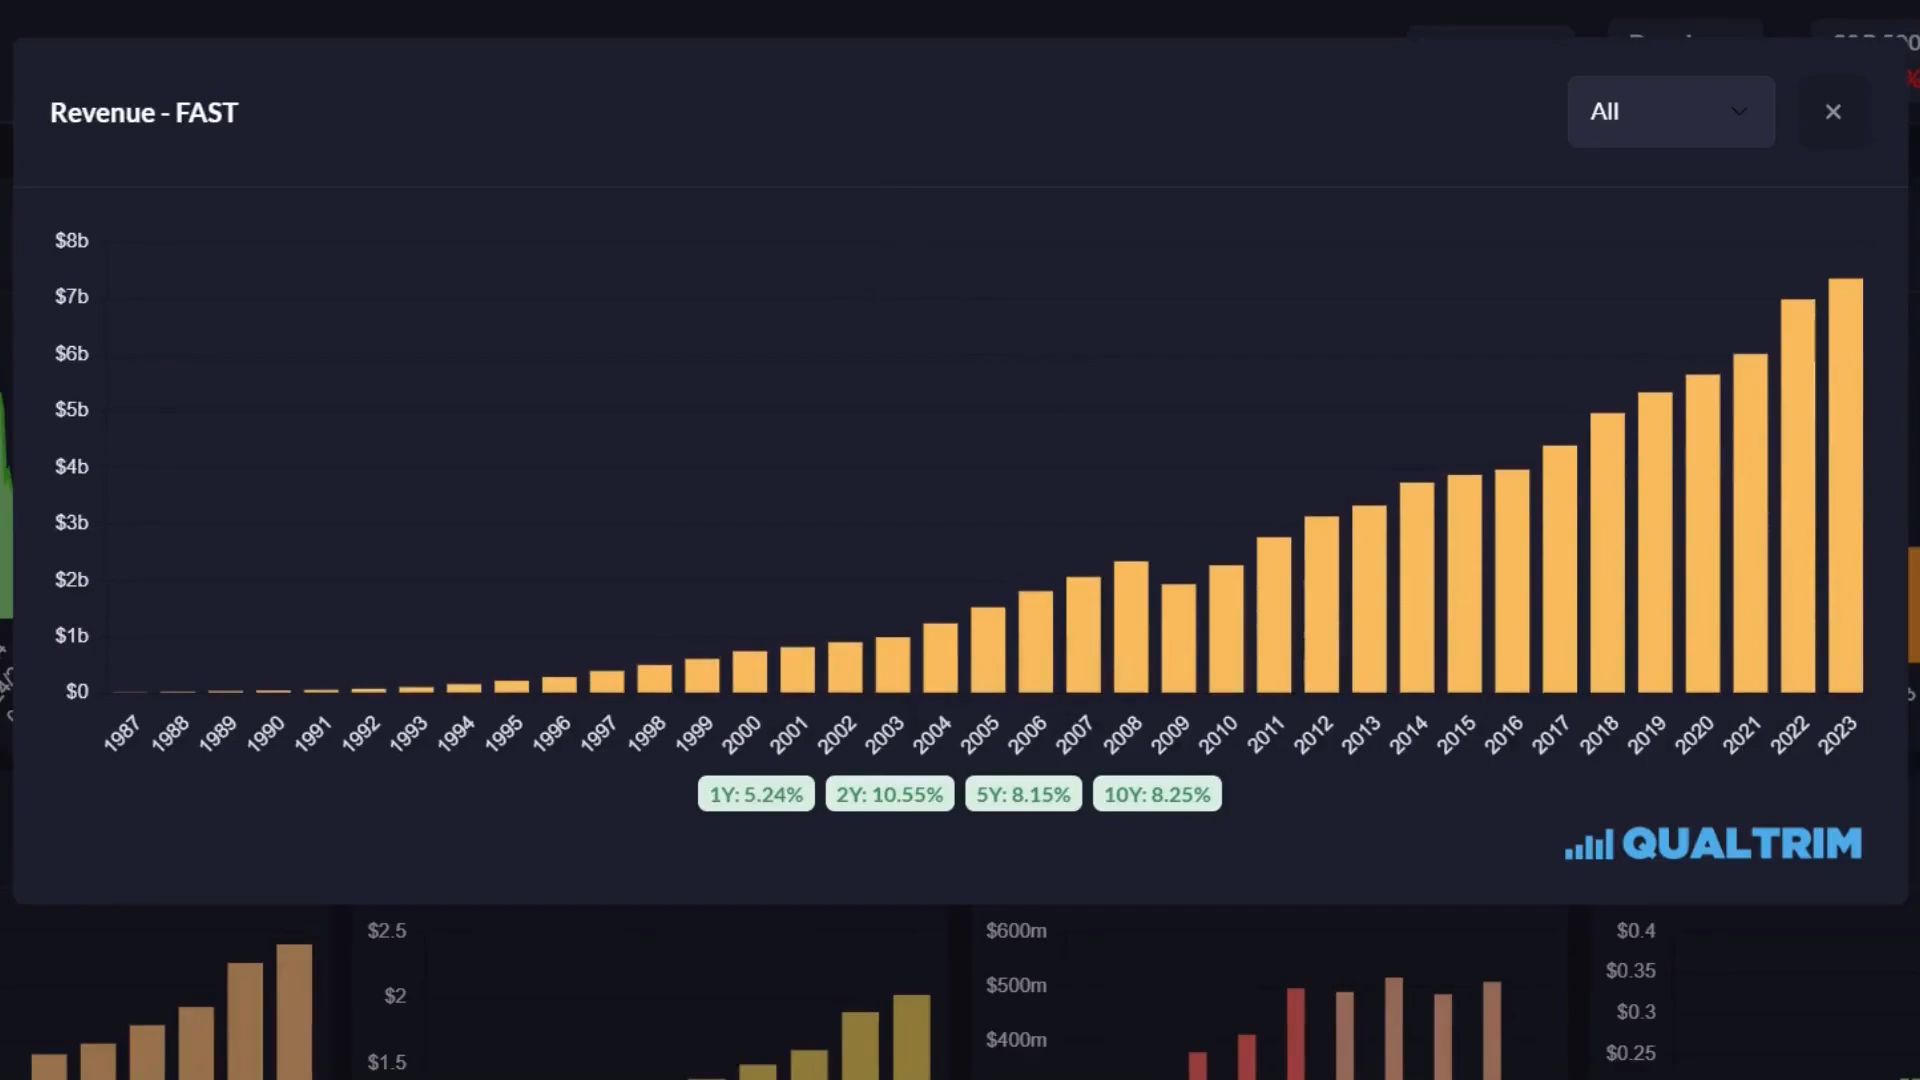 Revenue - FAST
All
$8b
$7b
$6b
$5b
$4b
$3b
$2b
$1b
$0
1987 1988 1989 1990 1991 1992 1993 1994 1995 1996 1997 1998 1999 2000 2001 2002 2003 2004 2005 2006 2007 2008 2009 2010 2011 2012 2013 2014 2015 2016 2017 2018 2019 2020 2021 2022 2023
1Y: 5.24% 2Y: 10.55% 5Y: 8.15% 10Y: 8.25%
QUALTRIM
$2.5
$2
$1.5
$600m
$500m
$400m
$0.4
$0.35
$0.3
$0.25